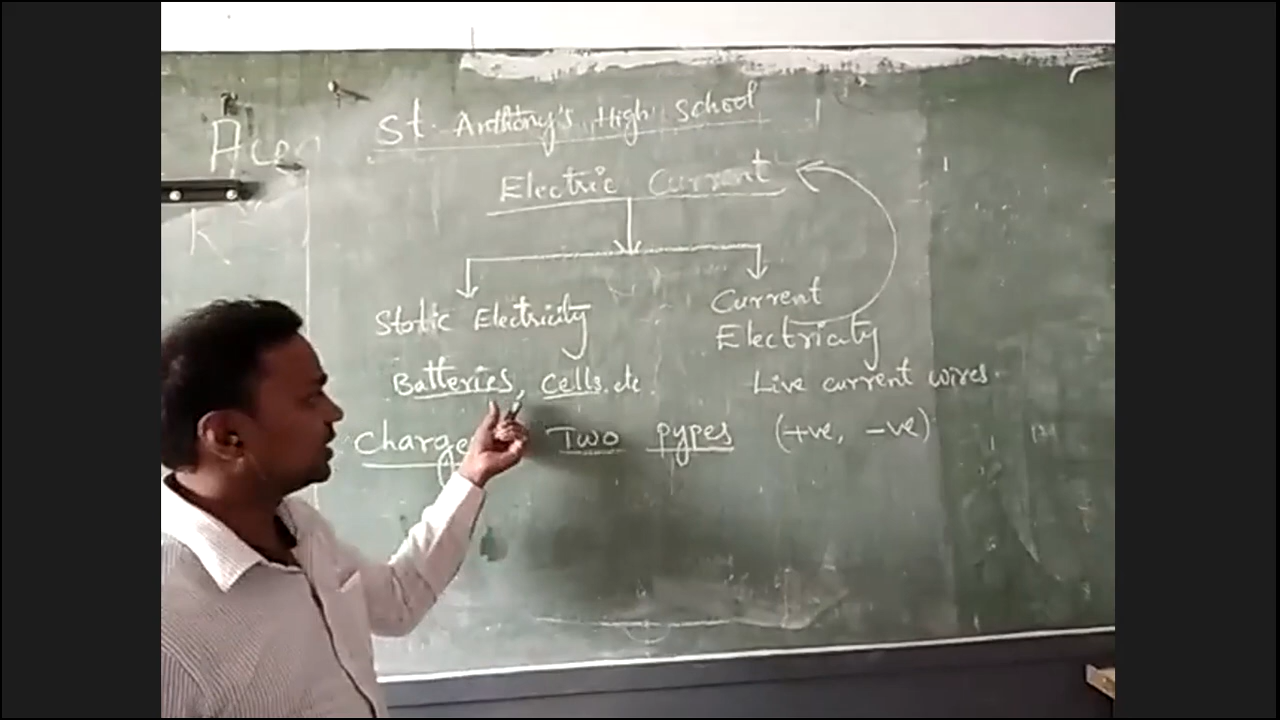 St. Anthony's High School
Electric Current
Static Electricity
Current
Electricity
Batteries, Cells. etc.
Live current wires.
Charge
Two pypes (+ve, -ve)
K